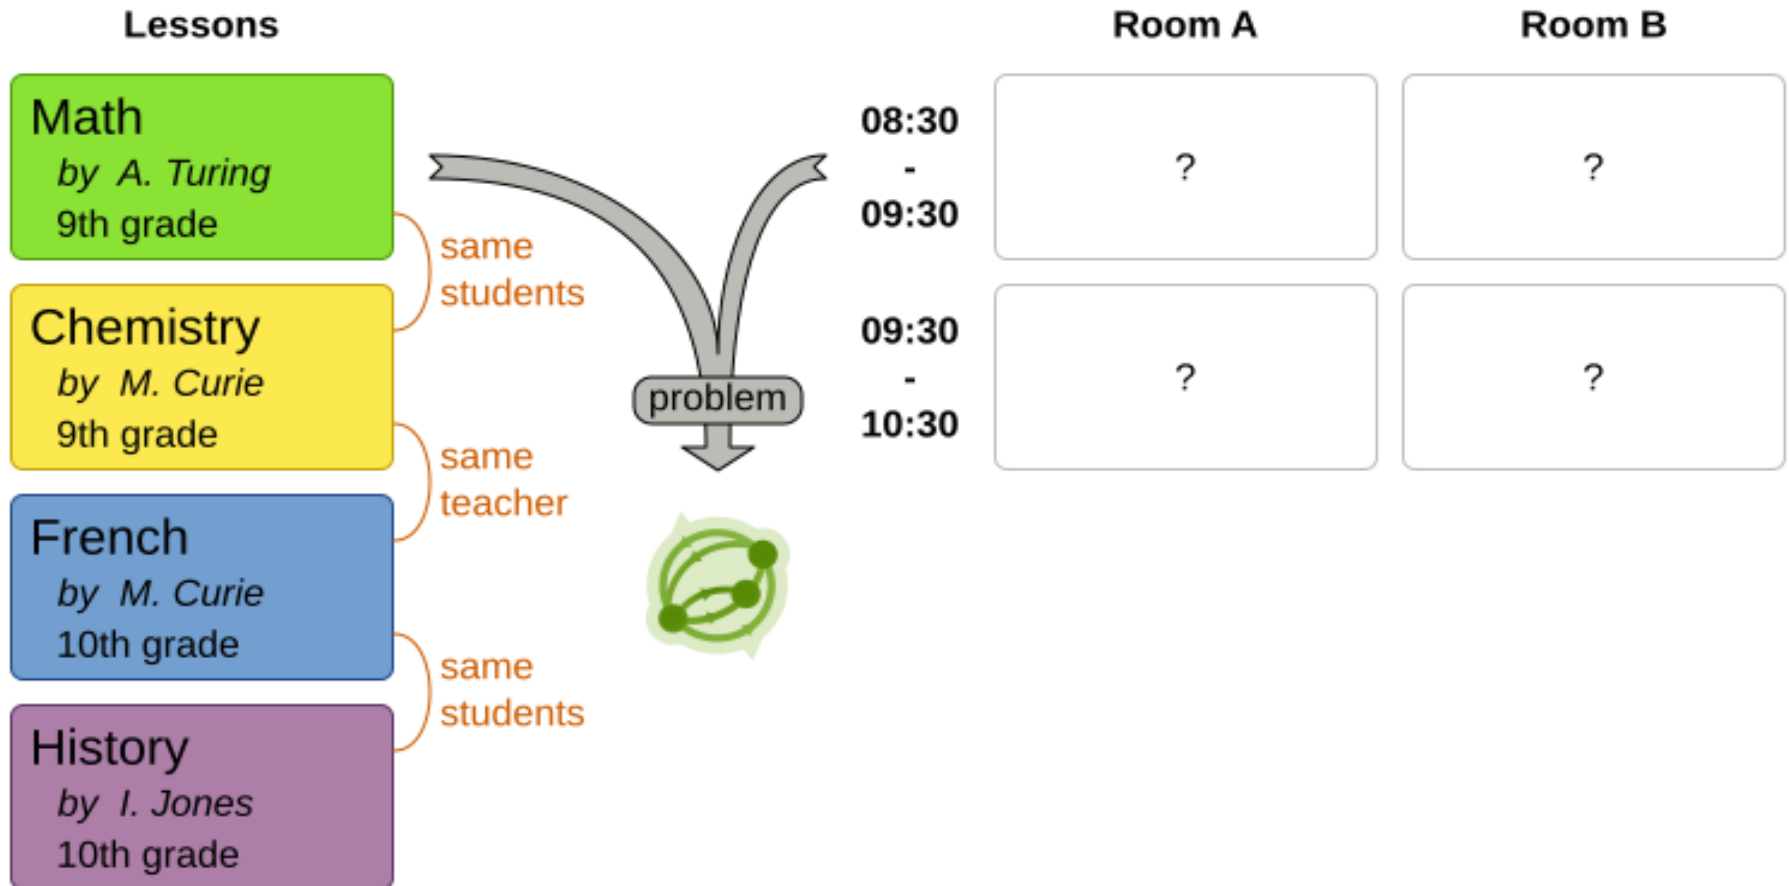 Lessons
Math
by A. Turing
9th grade
same
students
Chemistry
by M. Curie
9th grade
same
teacher
French
by M. Curie
10th grade
same
students
History
by I. Jones
10th grade
problem
Room A
Room B
08:30
-
09:30
?
?
09:30
-
10:30
?
?